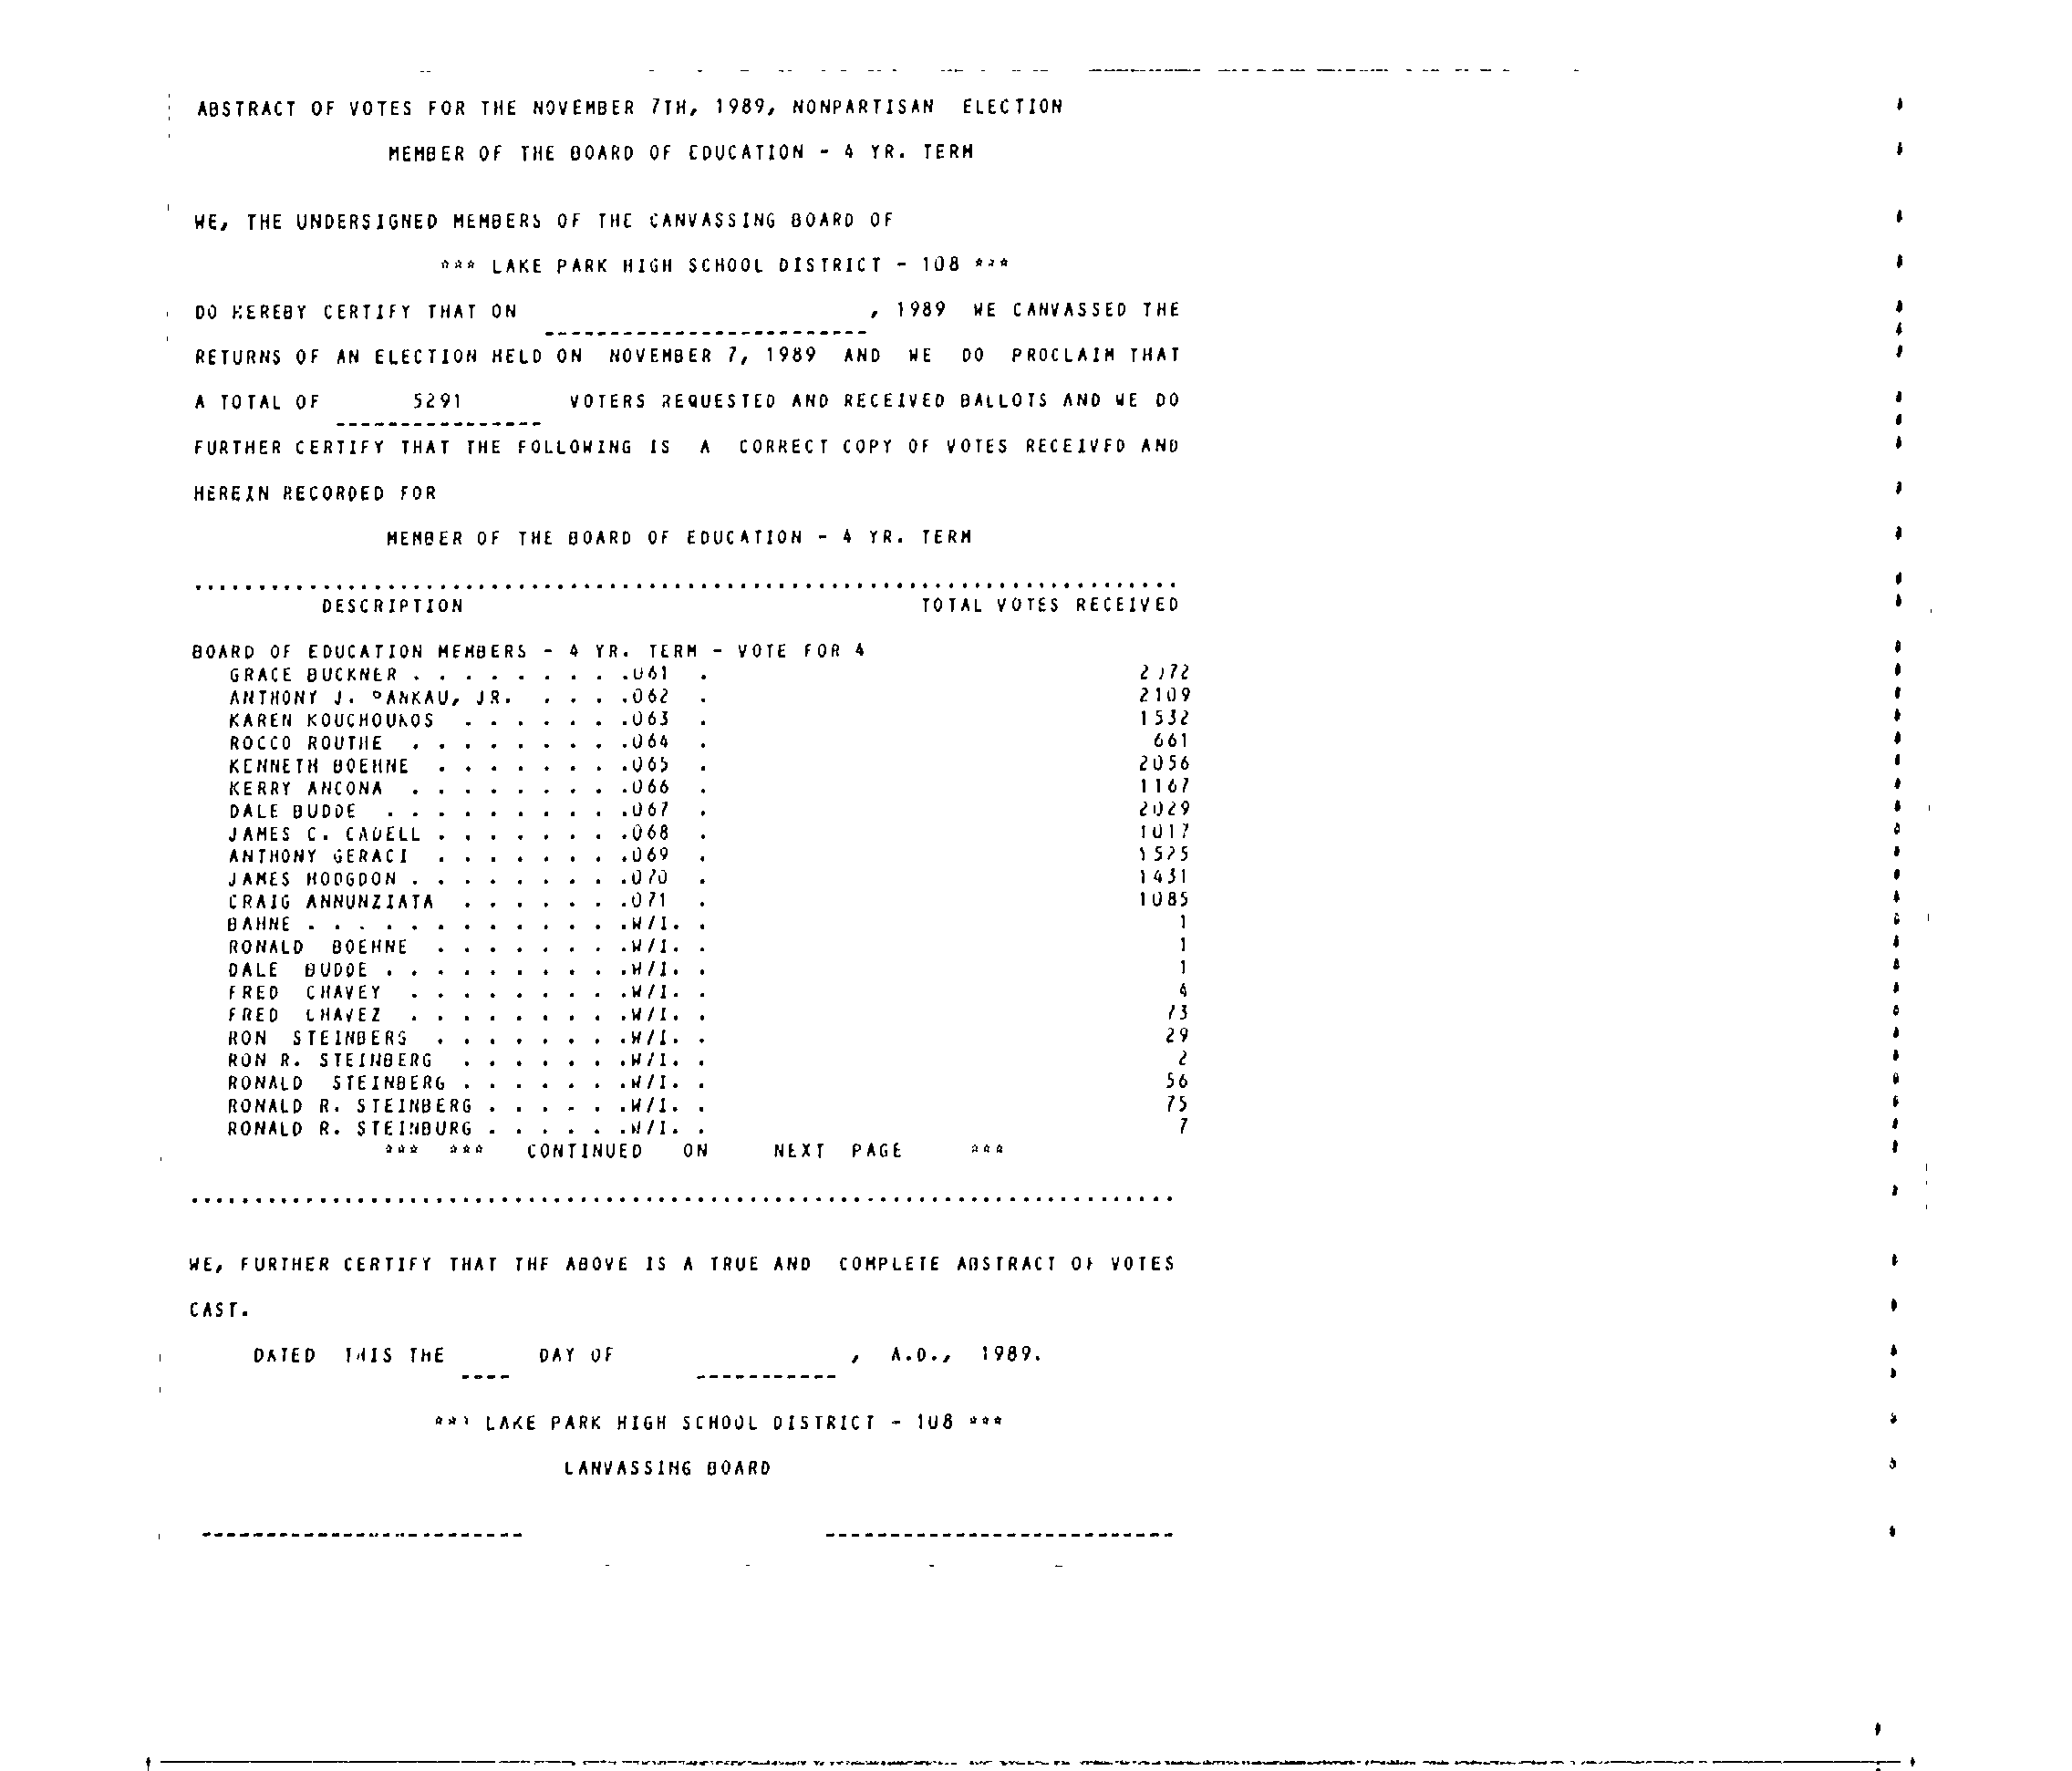 ABSTRACT OF VOTES FOR THE NOVEMBER 7TH, 1989, NONPARTISAN ELECTION
MEMBER OF THE BOARD OF EDUCATION - 4 YR. TERM
WE, THE UNDERSIGNED MEMBERS OF THE CANVASSING BOARD OF
*** LAKE PARK HIGH SCHOOL DISTRICT - 108 ***
DO HEREBY CERTIFY THAT ON , 1989 WE CANVASSED THE
RETURNS OF AN ELECTION HELD ON NOVEMBER 7, 1989 AND WE DO PROCLAIM THAT
A TOTAL OF 5291 VOTERS REQUESTED AND RECEIVED BALLOTS AND WE DO
FURTHER CERTIFY THAT THE FOLLOWING IS A CORRECT COPY OF VOTES RECEIVED AND
HEREIN RECORDED FOR
MEMBER OF THE BOARD OF EDUCATION - 4 YR. TERM
DESCRIPTION TOTAL VOTES RECEIVED
BOARD OF EDUCATION MEMBERS - 4 YR. TERM - VOTE FOR 4
GRACE BUCKNER . . . . . . . . .061 .
ANTHONY J. PANKAU, JR. . . . .062 . 2109
KAREN KOUCHOUKOS . . . . . . .063 . 1532
ROCCO ROUTHE . . . . . . . . .064 . 661
KENNETH BOEHNE . . . . . . . .065 . 2056
KERRY ANCONA . . . . . . . . .066 . 1167
DALE BUDDE . . . . . . . . . .067 . 2029
JAMES C. CADELL . . . . . . . .068 . 1017
ANTHONY GERACI . . . . . . . .069 . 1525
JAMES HODGDON . . . . . . . . .070 . 1431
CRAIG ANNUNZIATA . . . . . . .071 . 1085
BAHNE . . . . . . . . . . . . .W/I. . 1
RONALD BOEHNE . . . . . . . .W/I. . 1
DALE BUDDE . . . . . . . . . .W/I. . 1
FRED CHAVEY . . . . . . . . .W/I. . 4
FRED CHAVEZ . . . . . . . . .W/I. . 73
RON STEINBERG . . . . . . . .W/I. . 29
RON R. STEINBERG . . . . . . .W/I. . 2
RONALD STEINBERG . . . . . . .W/I. . 56
RONALD R. STEINBERG . . . . . .W/I. . 75
RONALD R. STEINBURG . . . . . .W/I. . 7
*** *** CONTINUED ON NEXT PAGE ***
WE, FURTHER CERTIFY THAT THE ABOVE IS A TRUE AND COMPLETE ABSTRACT OF VOTES
CAST.
DATED THIS THE DAY OF , A.D., 1989.
*** LAKE PARK HIGH SCHOOL DISTRICT - 108 ***
CANVASSING BOARD